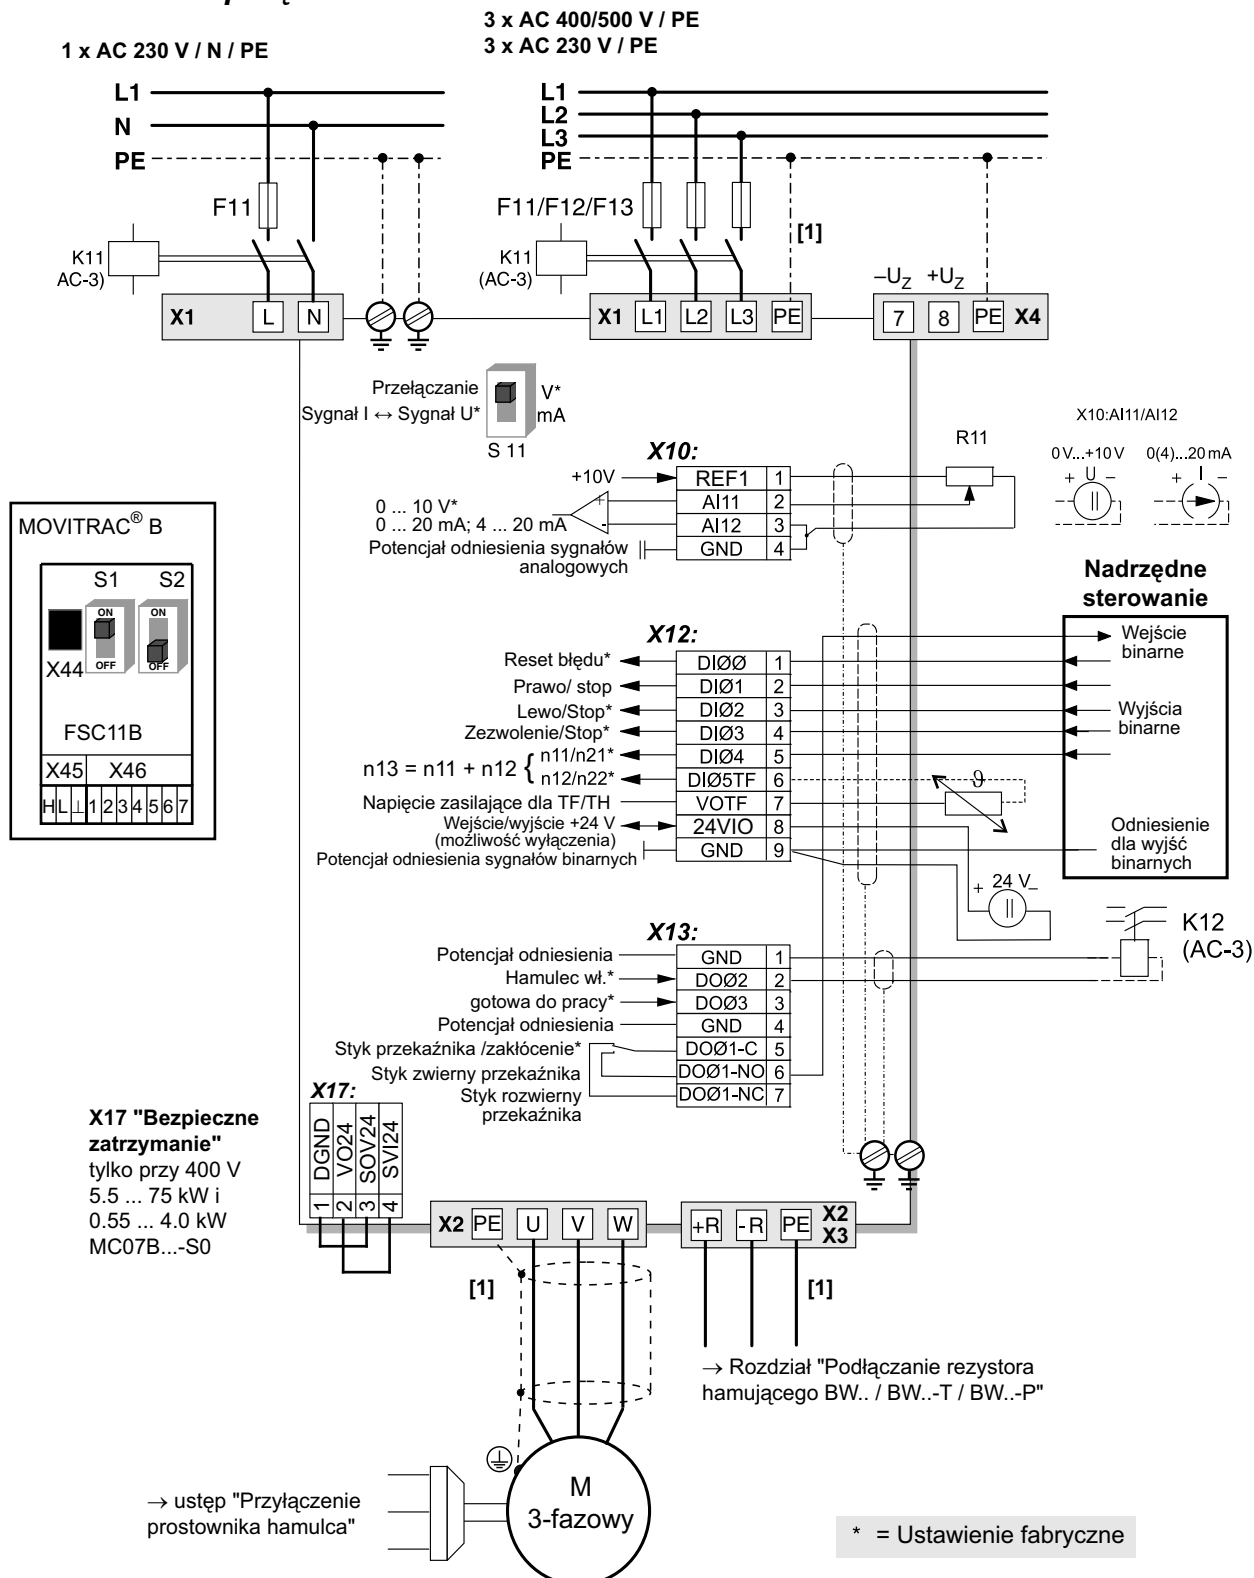 3 x AC 400/500 V / PE
1 x AC 230 V / N / PE
3 x AC 230 V / PE
L1
N
PE
L1
L2
L3
PE
F11
F11/F12/F13
[1]
K11
AC-3)
K11
(AC-3)
–UZ +UZ
X1 L N
X1 L1 L2 L3 PE
7 8 PE X4
Przełączanie
Sygnał I ↔ Sygnał U*
V*
mA
S 11
X10:
+10V
0 ... 10 V*
0 ... 20 mA; 4 ... 20 mA
Potencjał odniesienia sygnałów
analogowych
REF1 1
AI11 2
AI12 3
GND 4
+
-
R11
X10:AI11/AI12
0V...+10V 0(4)...20mA
+ U –
+ I –
MOVITRAC® B
S1 S2
ON ON
OFF OFF
X44
FSC11B
X45 X46
H L ⊥ 1 2 3 4 5 6 7
Nadrzędne
sterowanie
Wejście
binarne
Wyjścia
binarne
Odniesienie
dla wyjść
binarnych
X12:
Reset błędu* DIØØ 1
Prawo/ stop DIØ1 2
Lewo/Stop* DIØ2 3
Zezwolenie/Stop* DIØ3 4
n13 = n11 + n12 {
n11/n21* DIØ4 5
n12/n22* DIØ5TF 6
Napięcie zasilające dla TF/TH VOTF 7
Wejście/wyjście +24 V
(możliwość wyłączenia)
24VIO 8
Potencjał odniesienia sygnałów binarnych GND 9
ϑ
+ 24 V –
K12
(AC-3)
X13:
Potencjał odniesienia GND 1
Hamulec wł.* DOØ2 2
gotowa do pracy* DOØ3 3
Potencjał odniesienia GND 4
Styk przekaźnika /zakłócenie* DOØ1-C 5
Styk zwierny przekaźnika DOØ1-NO 6
Styk rozwierny
przekaźnika
DOØ1-NC 7
X17:
DGND 1
VO24 2
SOV24 3
SVI24 4
X17 "Bezpieczne
zatrzymanie"
tylko przy 400 V
5.5 ... 75 kW i
0.55 ... 4.0 kW
MC07B...-S0
X2 PE U V W
+R -R PE X2
X3
[1]
[1]
→ Rozdział "Podłączanie rezystora
hamującego BW.. / BW..-T / BW..-P"
M
3-fazowy
→ ustęp "Przyłączenie
prostownika hamulca"
* = Ustawienie fabryczne